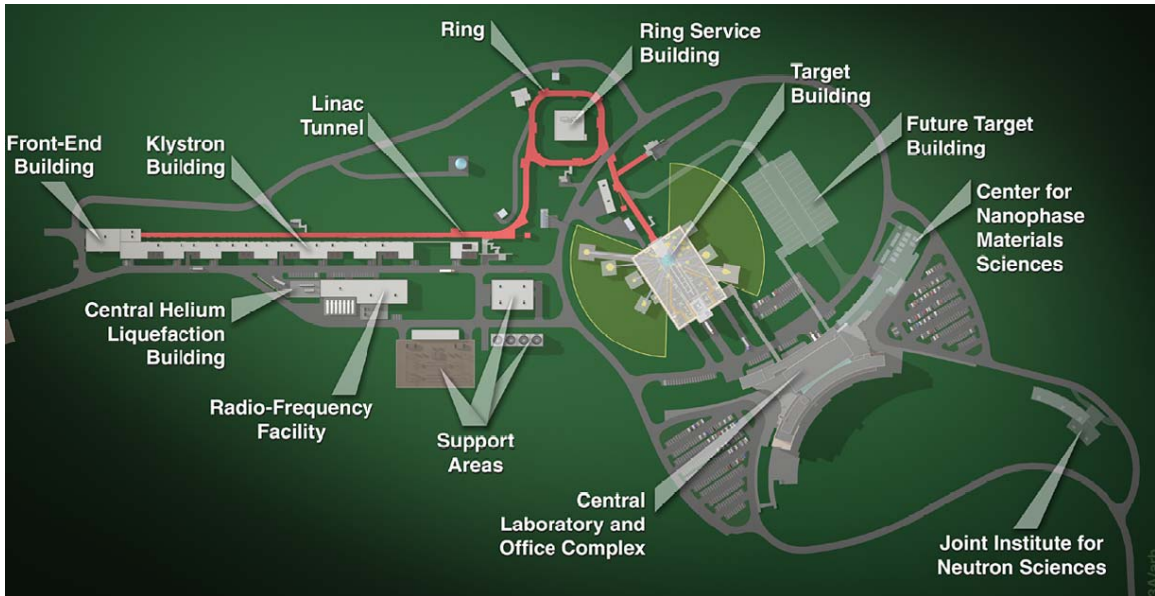 Ring
Ring Service
Building
Target
Building
Linac
Tunnel
Front-End
Building
Klystron
Building
Future Target
Building
Center for
Nanophase
Materials
Sciences
Central Helium
Liquefaction
Building
Radio-Frequency
Facility
Support
Areas
Central
Laboratory and
Office Complex
Joint Institute for
Neutron Sciences